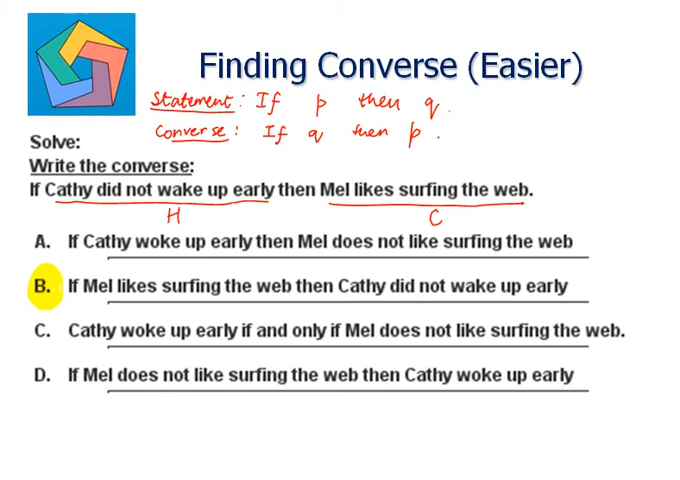 Finding Converse (Easier)
Statement: If p then q.
Converse: If q then p.
Solve:
Write the converse:
If Cathy did not wake up early then Mel likes surfing the web.
H C
A. If Cathy woke up early then Mel does not like surfing the web
B. If Mel likes surfing the web then Cathy did not wake up early
C. Cathy woke up early if and only if Mel does not like surfing the web.
D. If Mel does not like surfing the web then Cathy woke up early